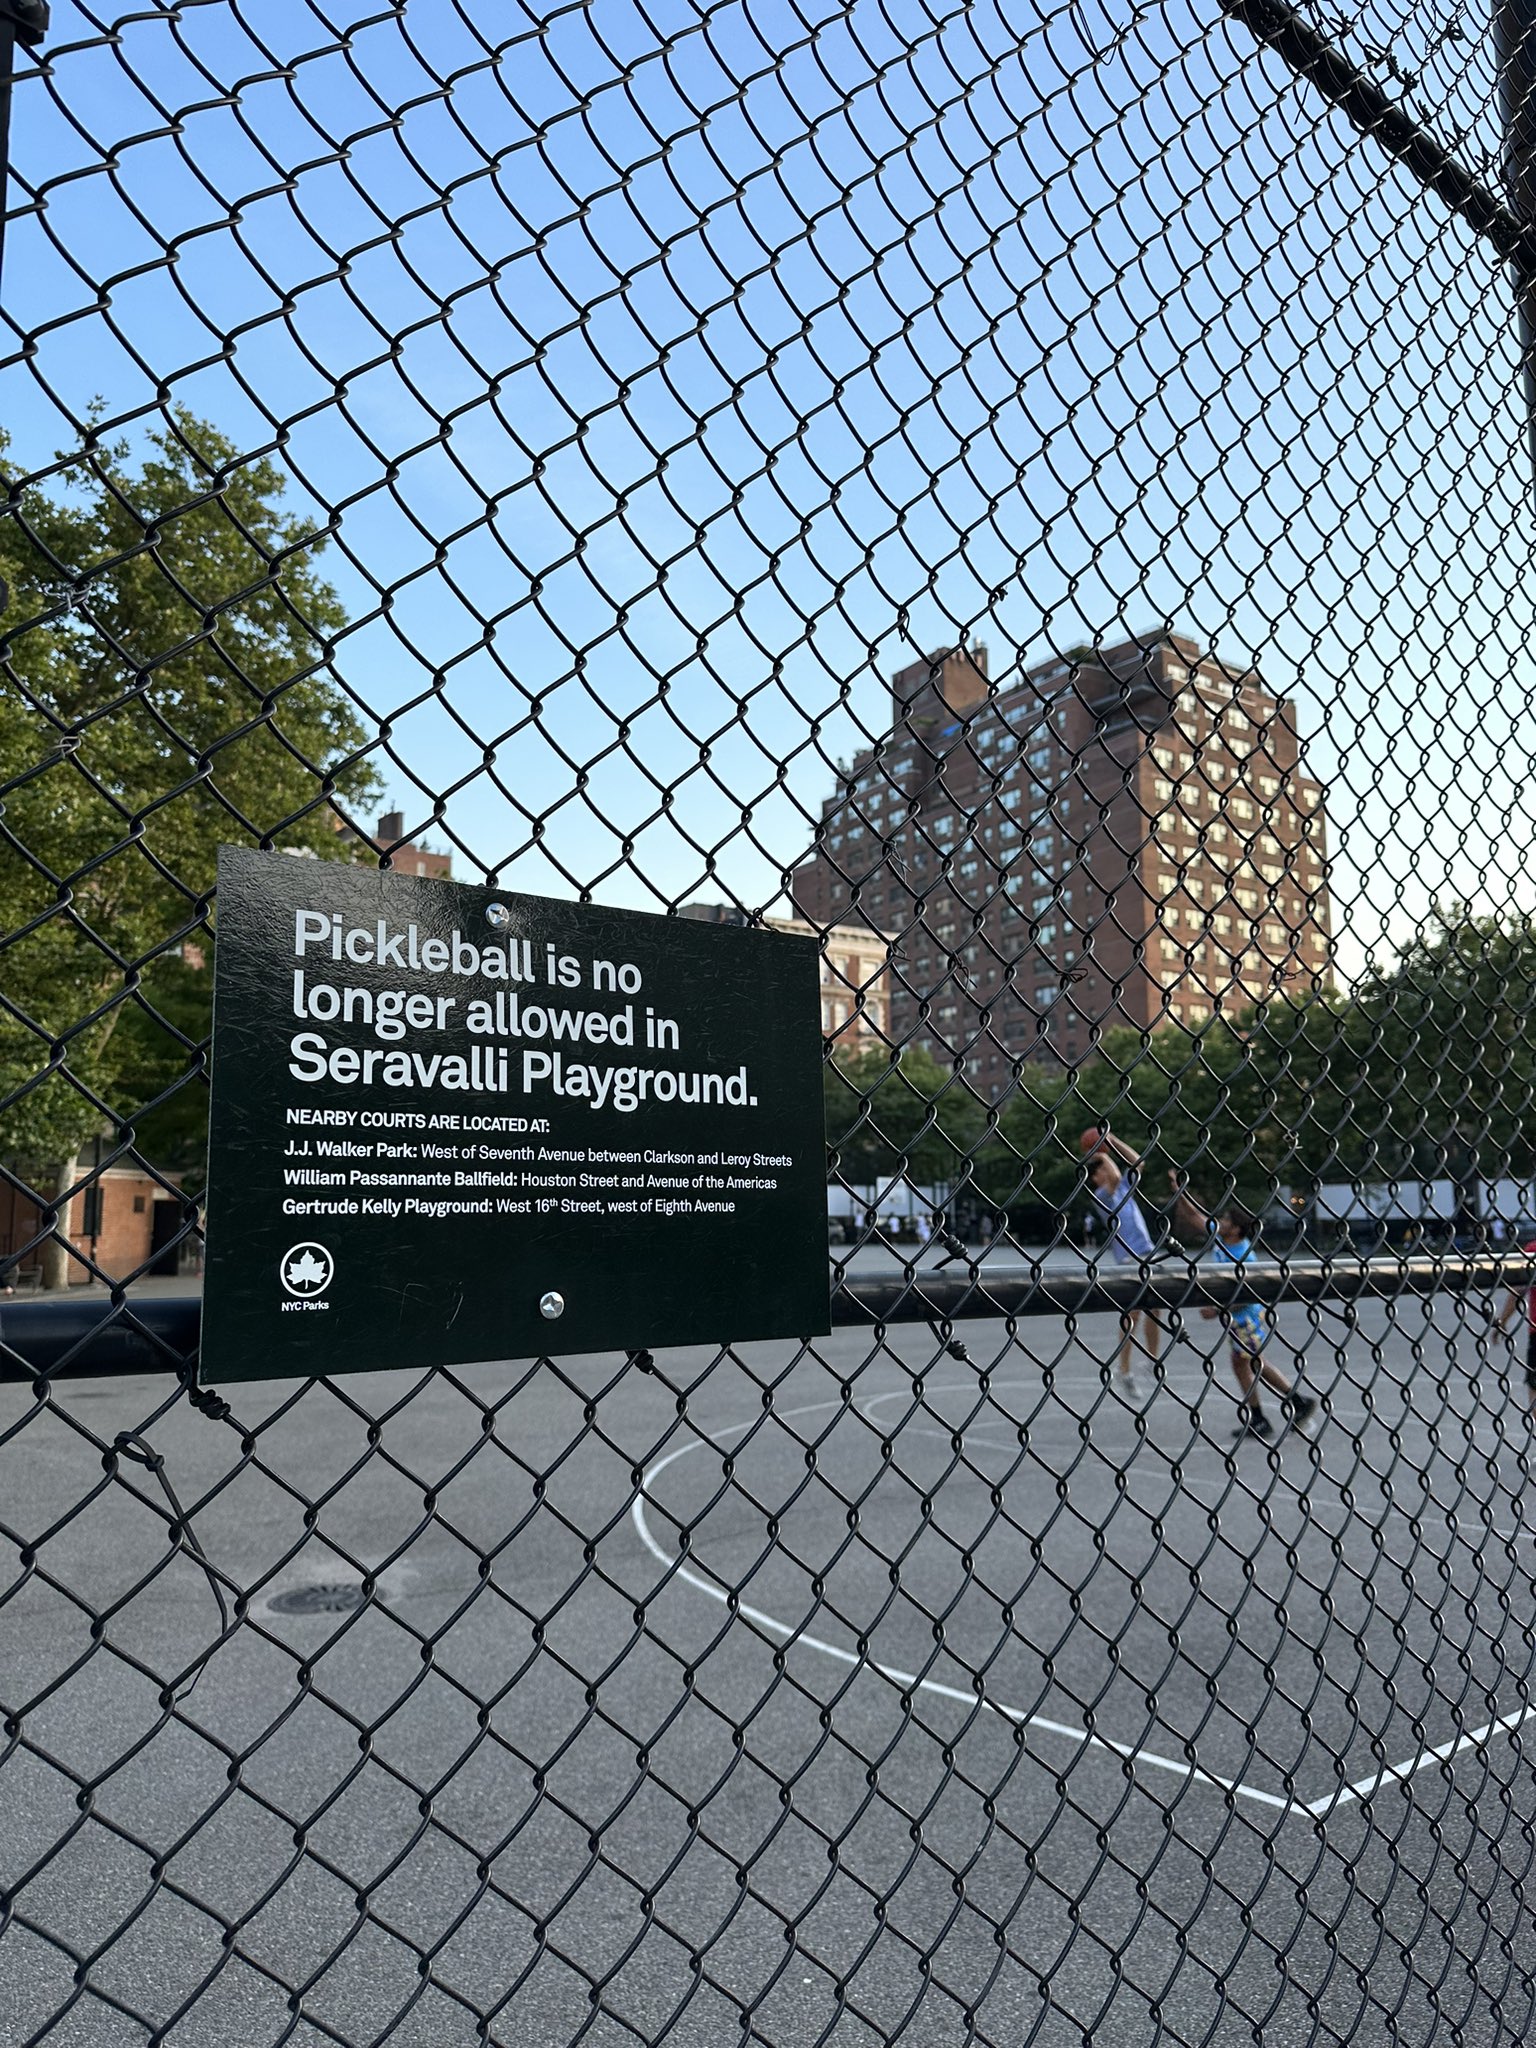 Pickleball is no
longer allowed in
Seravalli Playground.
NEARBY COURTS ARE LOCATED AT:
J.J. Walker Park: West of Seventh Avenue between Clarkson and Leroy Streets
William Passannante Ballfield: Houston Street and Avenue of the Americas
Gertrude Kelly Playground: West 16th Street, west of Eighth Avenue
NYC Parks